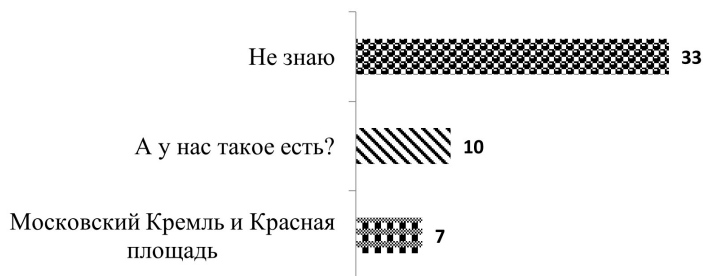 Не знаю
33
А у нас такое есть?
10
Московский Кремль и Красная
площадь
7